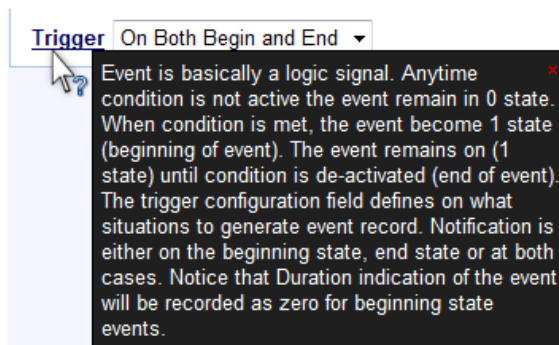 Trigger On Both Begin and End
Event is basically a logic signal. Anytime
condition is not active the event remain in 0 state.
When condition is met, the event become 1 state
(beginning of event). The event remains on (1
state) until condition is de-activated (end of event).
The trigger configuration field defines on what
situations to generate event record. Notification is
either on the beginning state, end state or at both
cases. Notice that Duration indication of the event
will be recorded as zero for beginning state
events.